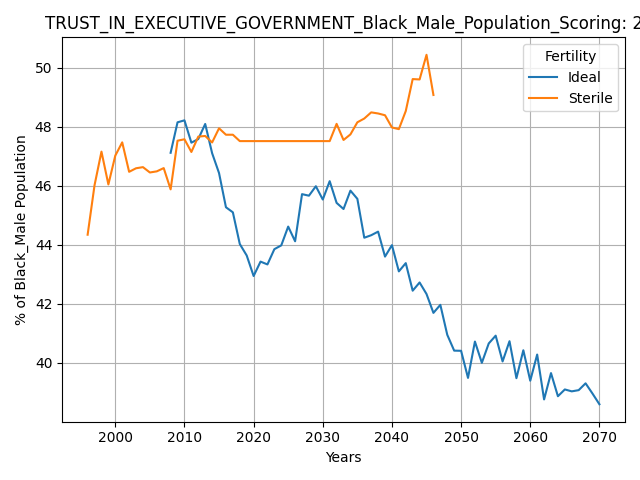 TRUST_IN_EXECUTIVE_GOVERNMENT_Black_Male_Population_Scoring: 2
Fertility
Ideal
Sterile
% of Black_Male Population
50
48
46
44
42
40
2000 2010 2020 2030 2040 2050 2060 2070
Years